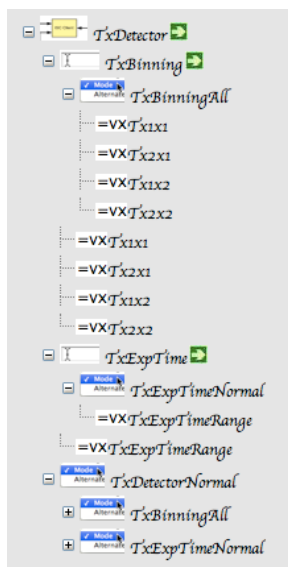 TxDetector
TxBinning
✓ Mode Alternate TxBinningAll
=VX Tx1x1
=VX Tx2x1
=VX Tx1x2
=VX Tx2x2
=VX Tx1x1
=VX Tx2x1
=VX Tx1x2
=VX Tx2x2
TxExpTime
✓ Mode Alternate TxExpTimeNormal
=VX TxExpTimeRange
=VX TxExpTimeRange
✓ Mode Alternate TxDetectorNormal
✓ Mode Alternate TxBinningAll
✓ Mode Alternate TxExpTimeNormal